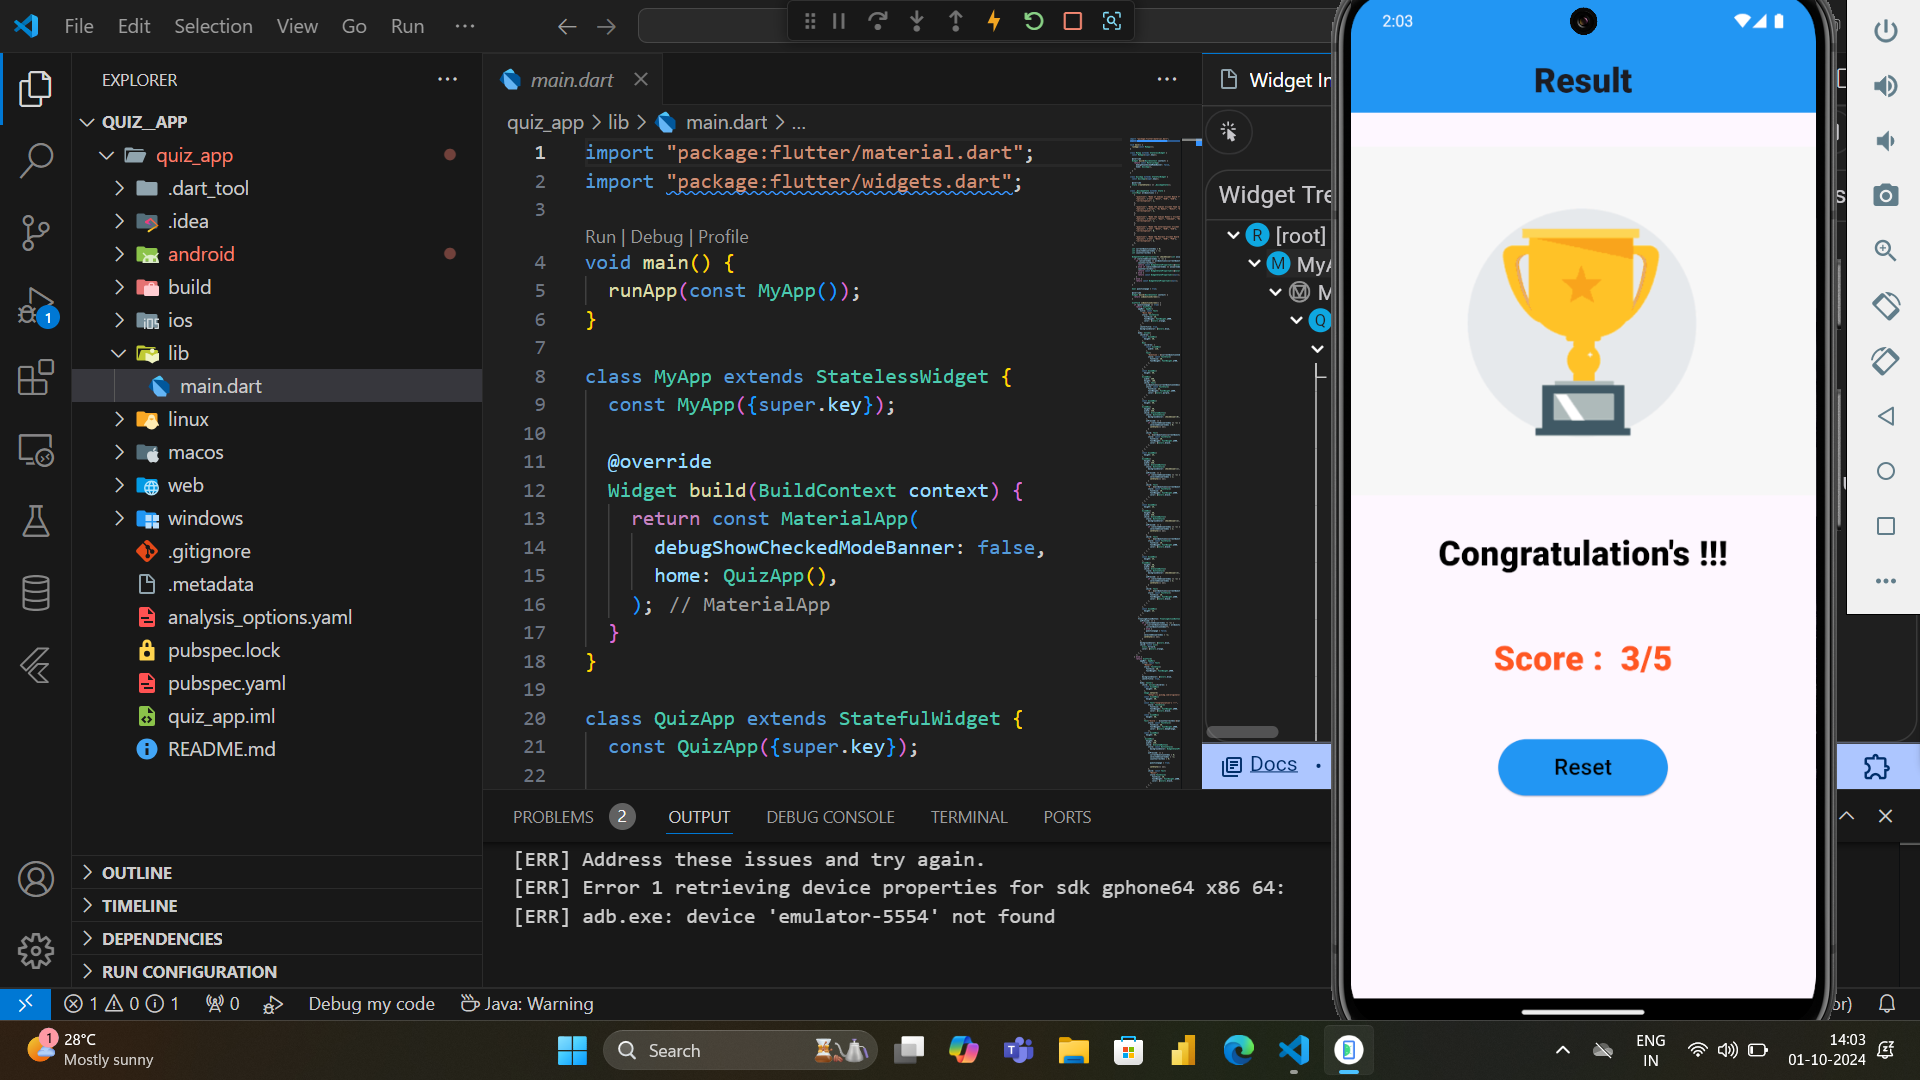 File Edit Selection View Go Run ...
EXPLORER
QUIZ__APP
quiz_app
.dart_tool
.idea
android
build
ios
lib
main.dart
linux
macos
web
windows
.gitignore
.metadata
analysis_options.yaml
pubspec.lock
pubspec.yaml
quiz_app.iml
README.md
OUTLINE
TIMELINE
DEPENDENCIES
RUN CONFIGURATION
main.dart
quiz_app > lib > main.dart > ...
1 import "package:flutter/material.dart";
2 import "package:flutter/widgets.dart";
3
Run | Debug | Profile
4 void main() {
5 runApp(const MyApp());
6 }
7
8 class MyApp extends StatelessWidget {
9 const MyApp({super.key});
10
11 @override
12 Widget build(BuildContext context) {
13 return const MaterialApp(
14 debugShowCheckedModeBanner: false,
15 home: QuizApp(),
16 ); // MaterialApp
17 }
18 }
19
20 class QuizApp extends StatefulWidget {
21 const QuizApp({super.key});
22
Widget In
Widget Tre
R [root]
M MyA
M M
Q
Docs •
PROBLEMS 2 OUTPUT DEBUG CONSOLE TERMINAL PORTS
[ERR] Address these issues and try again.
[ERR] Error 1 retrieving device properties for sdk gphone64 x86 64:
[ERR] adb.exe: device 'emulator-5554' not found
2:03
Result
Congratulation's !!!
Score : 3/5
Reset
1
1 0 1 0 Debug my code Java: Warning
or)
1
28°C
Mostly sunny
Search
ENG
IN
14:03
01-10-2024